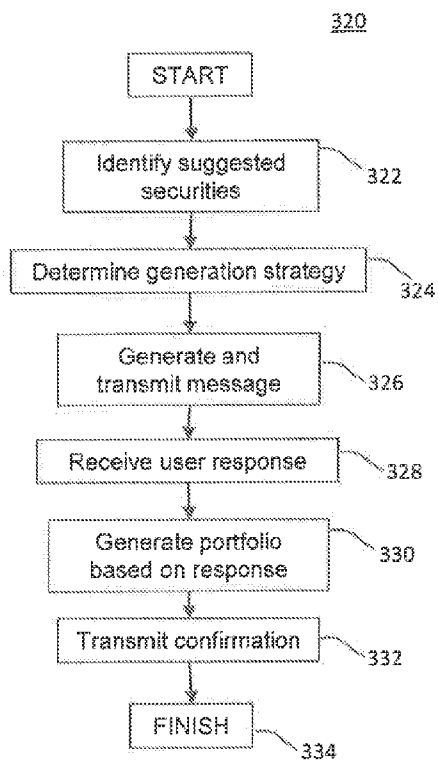 320
START
Identify suggested
securities
322
Determine generation strategy
324
Generate and
transmit message
326
Receive user response
328
Generate portfolio
based on response
330
Transmit confirmation
332
FINISH
334